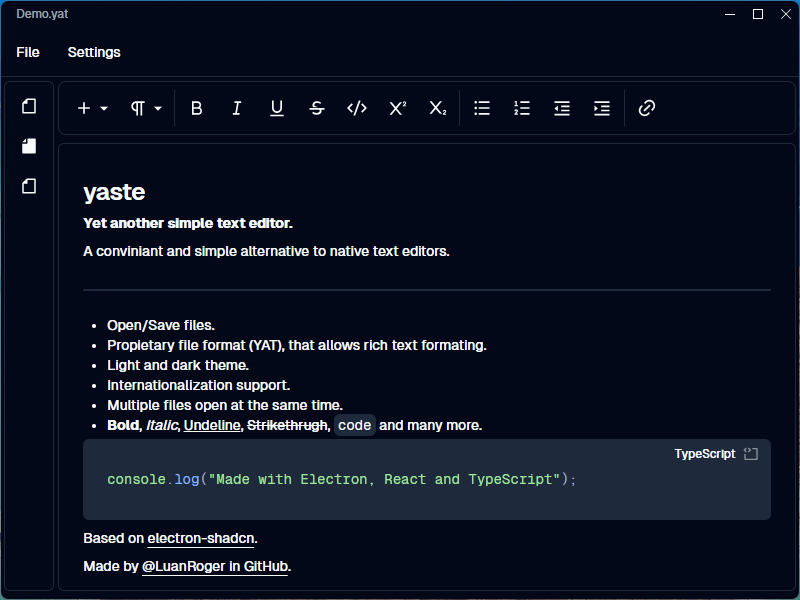 Demo.yat
File Settings
B I U S </> X² X₂
yaste
Yet another simple text editor.
A conviniant and simple alternative to native text editors.
Open/Save files.
Propietary file format (YAT), that allows rich text formating.
Light and dark theme.
Internationalization support.
Multiple files open at the same time.
Bold, Italic, Undeline, Strikethrugh, code and many more.
TypeScript
console.log("Made with Electron, React and TypeScript");
Based on electron-shadcn.
Made by @LuanRoger in GitHub.